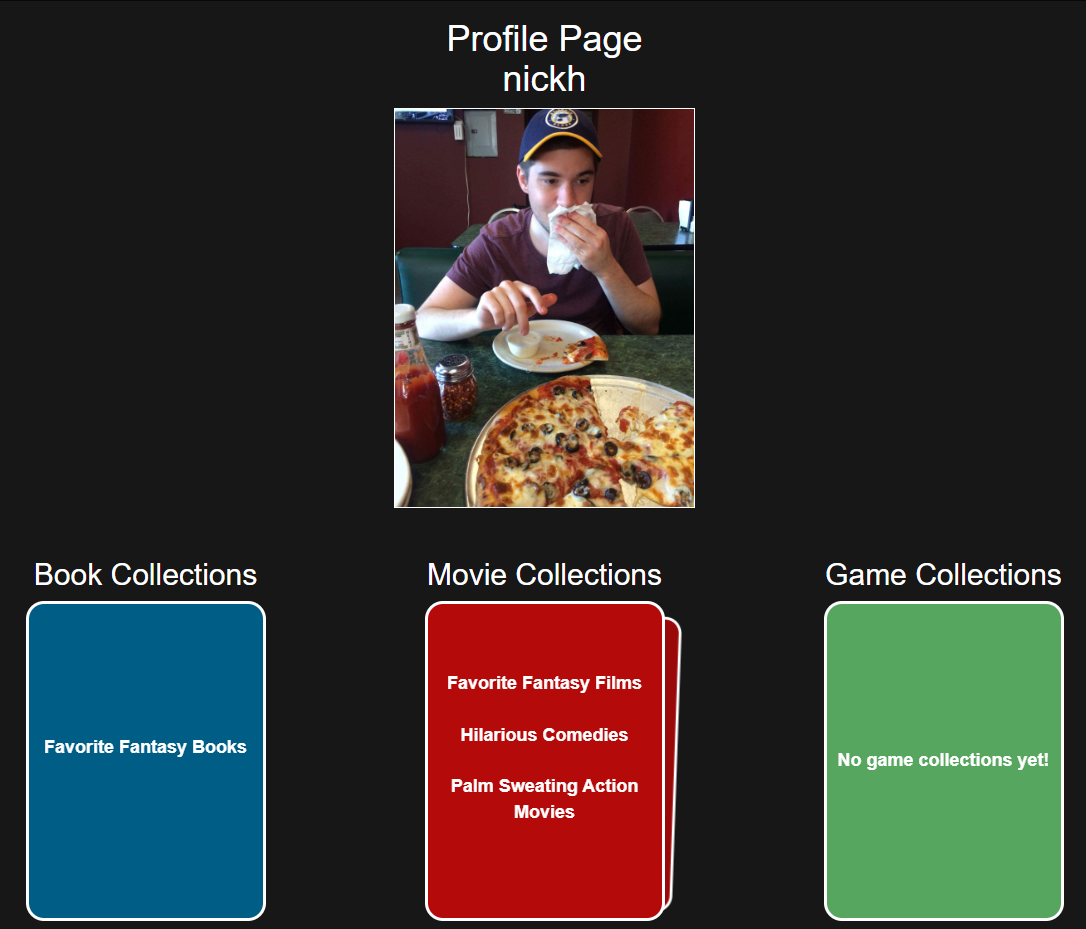 Profile Page
nickh
Book Collections
Movie Collections
Game Collections
Favorite Fantasy Books
Favorite Fantasy Films
Hilarious Comedies
Palm Sweating Action
Movies
No game collections yet!